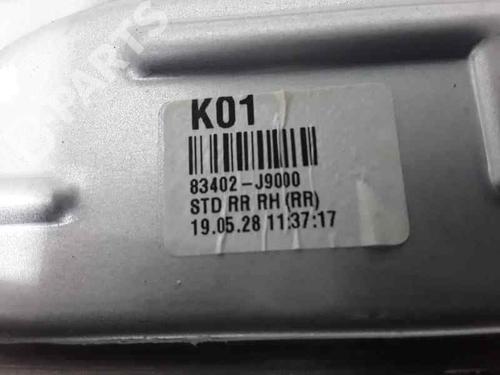 K01
83402-J9000
STD RR RH (RR)
19.05.28 11:37:17